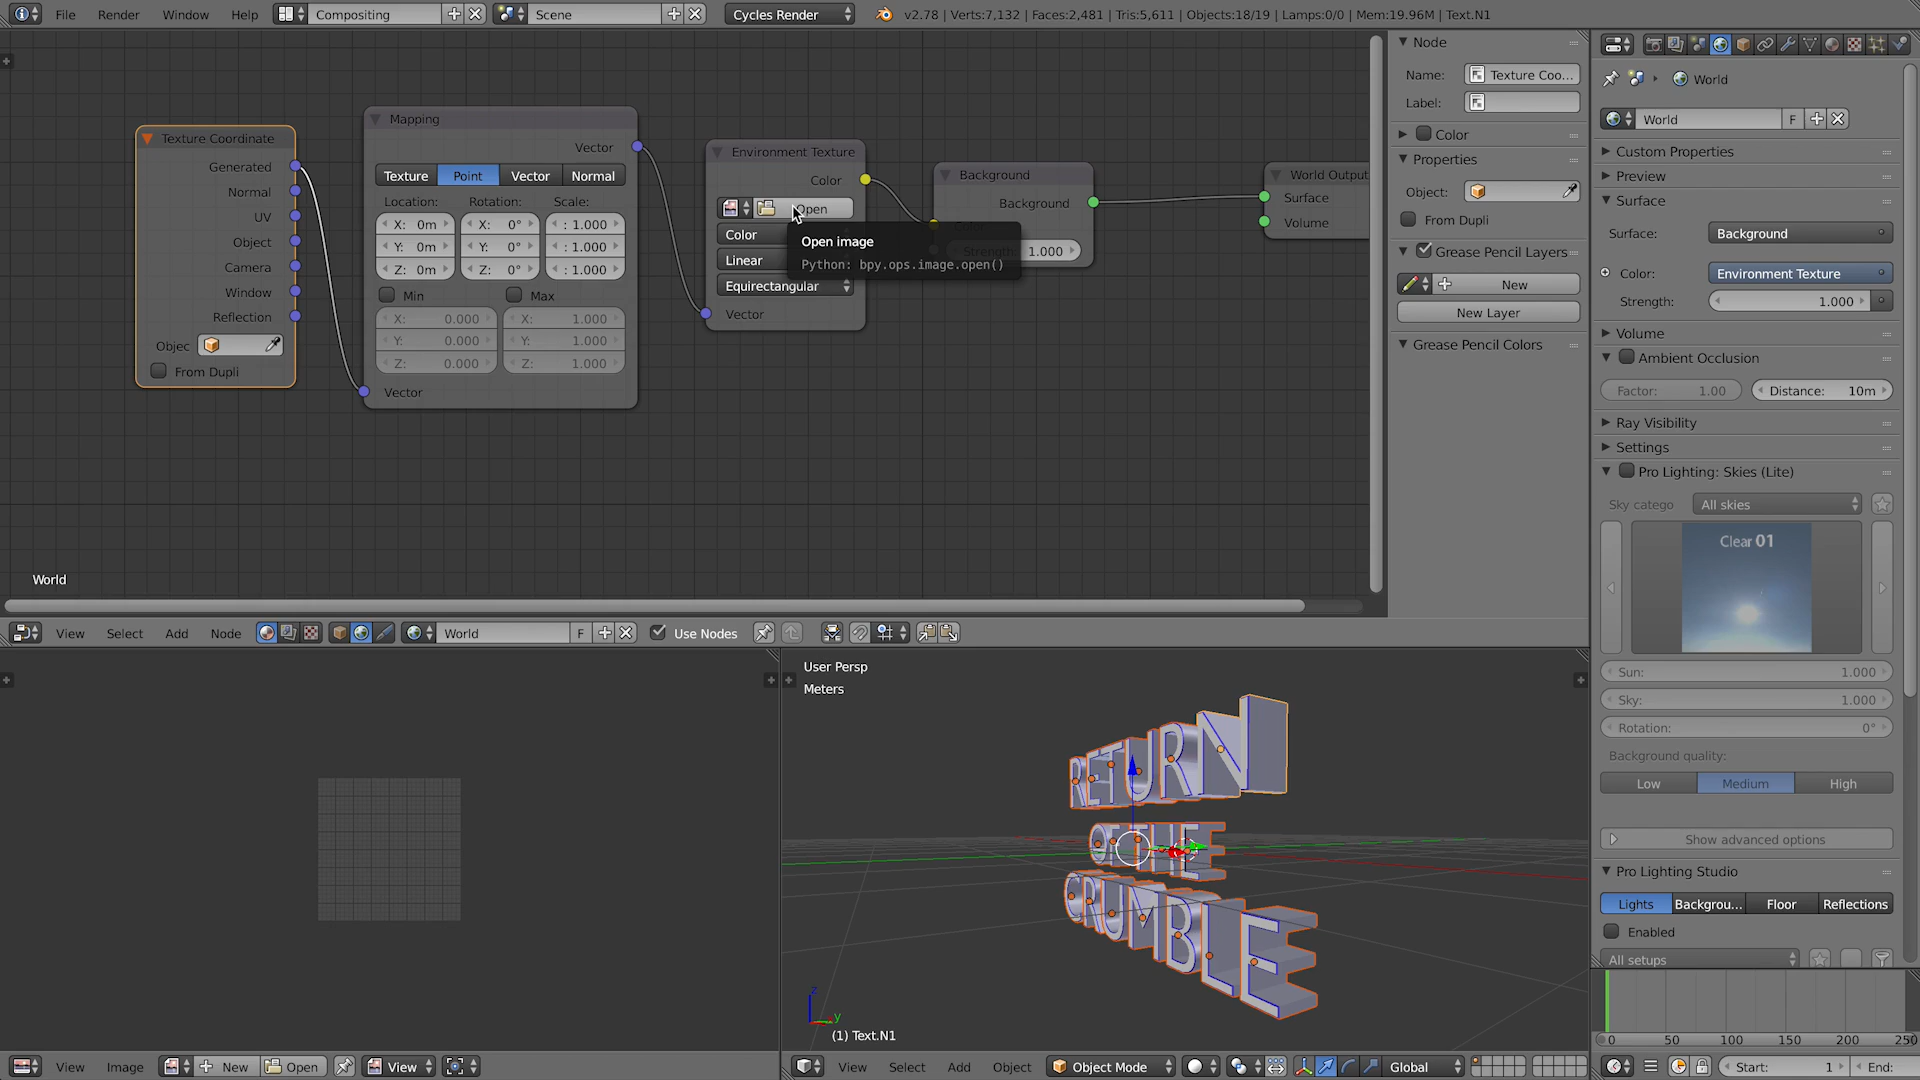 File Render Window Help Compositing Scene Cycles Render v2.78 | Verts:7,132 | Faces:2,481 | Tris:5,611 | Objects:18/19 | Lamps:0/0 | Mem:19.96M | Text.N1
Texture Coordinate
Generated
Normal
UV
Object
Camera
Window
Reflection
Objec
From Dupli
Mapping
Vector
Texture Point Vector Normal
Location: Rotation: Scale:
X: 0m X: 0° : 1.000
Y: 0m Y: 0° : 1.000
Z: 0m Z: 0° : 1.000
Min Max
X: 0.000 X: 1.000
Y: 0.000 Y: 1.000
Z: 0.000 Z: 1.000
Vector
Environment Texture
Color
Open
Color
Linear
Equirectangular
Vector
Open image
Python: bpy.ops.image.open()
Background
Background
Color
Strength: 1.000
World Output
Surface
Volume
World
Node
Name: Texture Coo...
Label:
Color
Properties
Object:
From Dupli
Grease Pencil Layers
New
New Layer
Grease Pencil Colors
World
World F
Custom Properties
Preview
Surface
Surface: Background
Color: Environment Texture
Strength: 1.000
Volume
Ambient Occlusion
Factor: 1.00 Distance: 10m
Ray Visibility
Settings
Pro Lighting: Skies (Lite)
Sky catego All skies
Clear 01
Sun: 1.000
Sky: 1.000
Rotation: 0°
Background quality:
Low Medium High
Show advanced options
Pro Lighting Studio
Lights Backgrou... Floor Reflections
Enabled
All setups
View Select Add Node World F Use Nodes
User Persp
Meters
RETURN
OF THE
CRUMBLE
z
y
(1) Text.N1
0 50 100 150 200 250
View Image New Open View
View Select Add Object Object Mode Global
Start: 1 End: